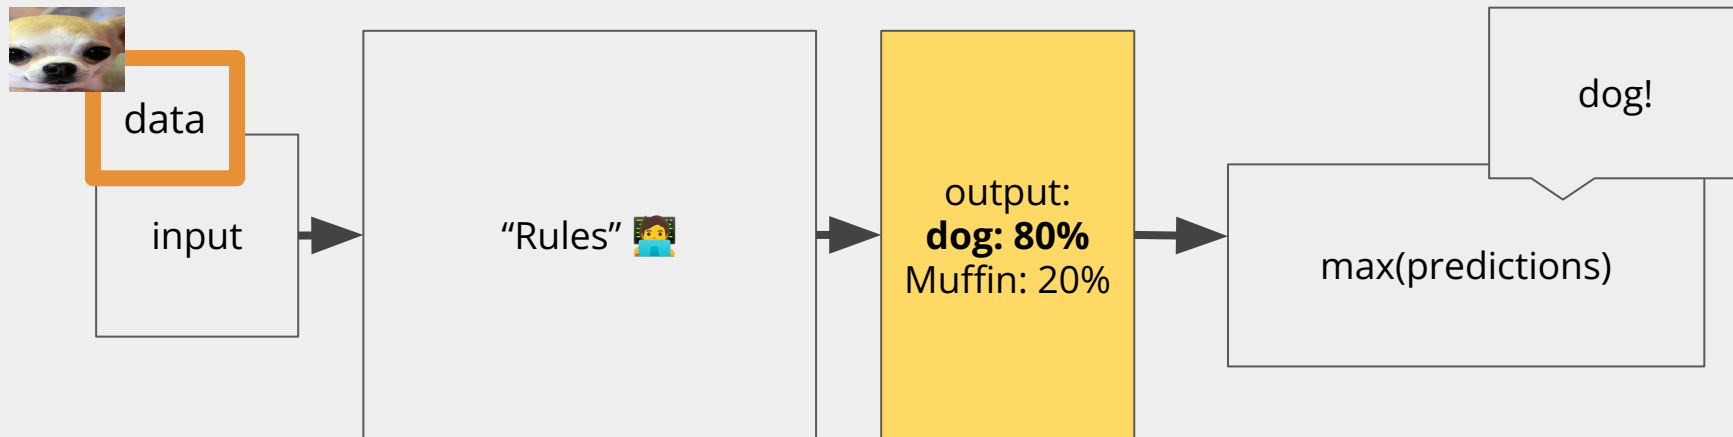 data
input
“Rules” 🧑‍💻
output:
dog: 80%
Muffin: 20%
max(predictions)
dog!